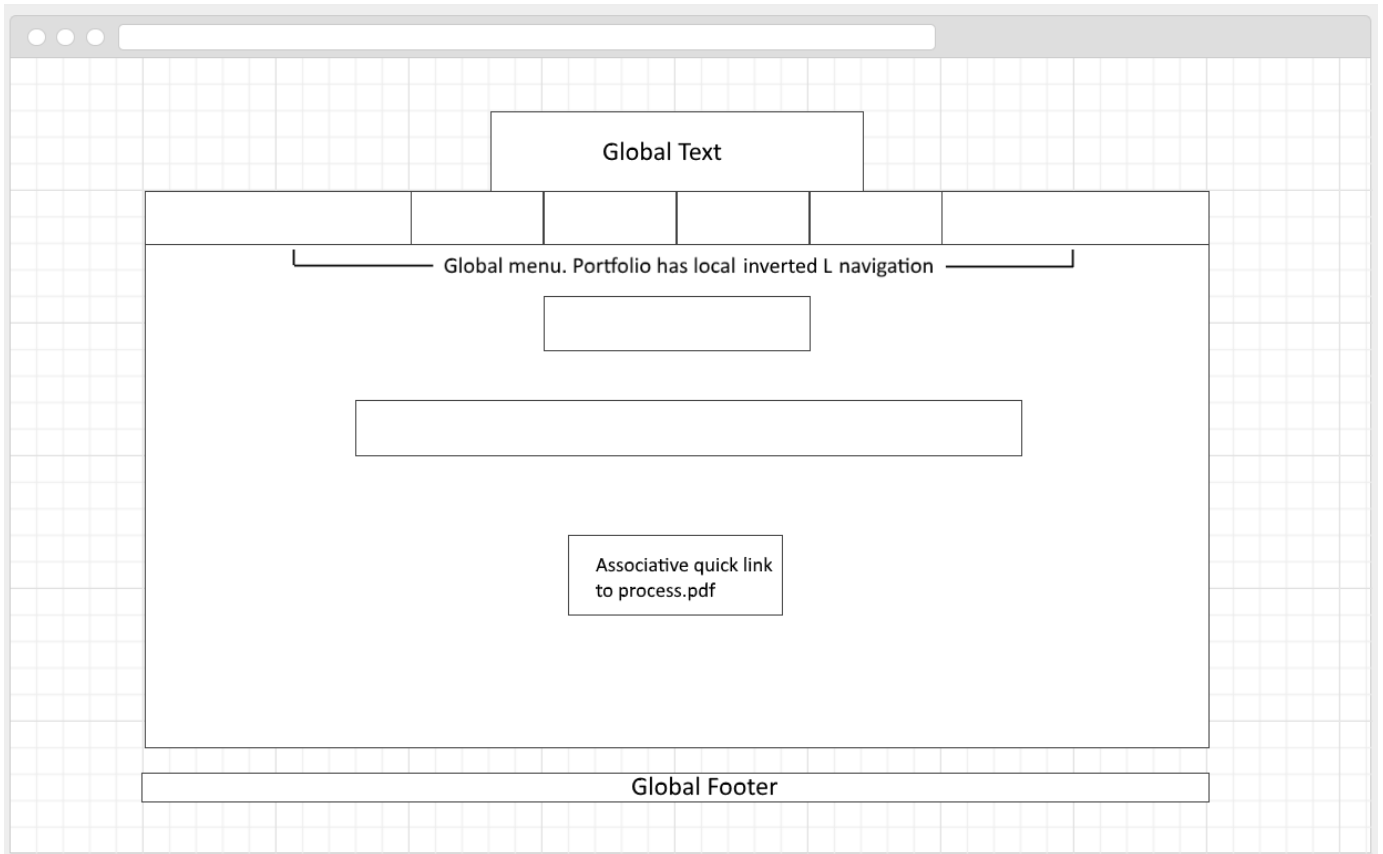 Global Text
Global menu. Portfolio has local inverted L navigation
Associative quick link
to process.pdf
Global Footer